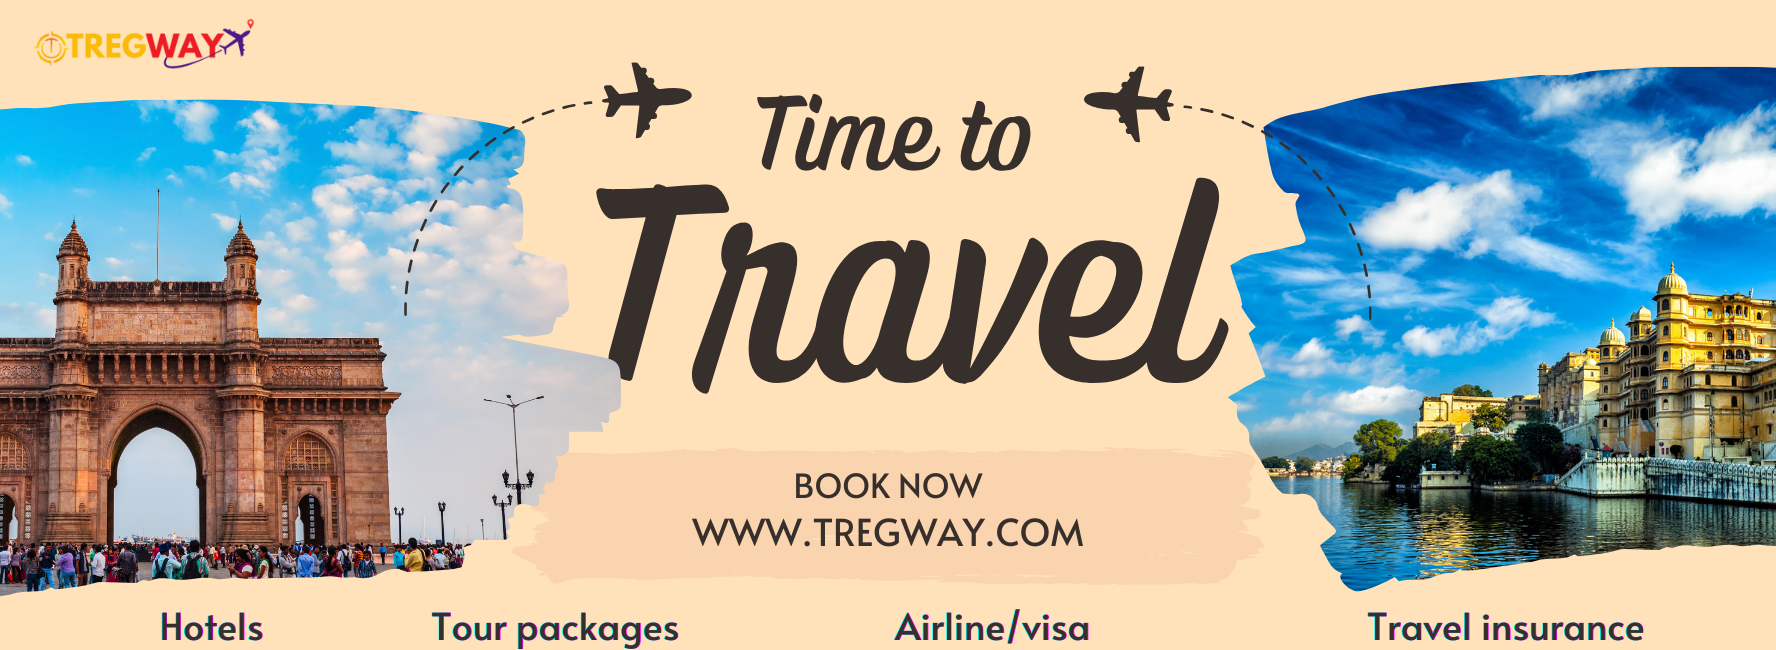 TREGWAY
Time to
Travel
BOOK NOW
WWW.TREGWAY.COM
Hotels
Tour packages
Airline/visa
Travel insurance